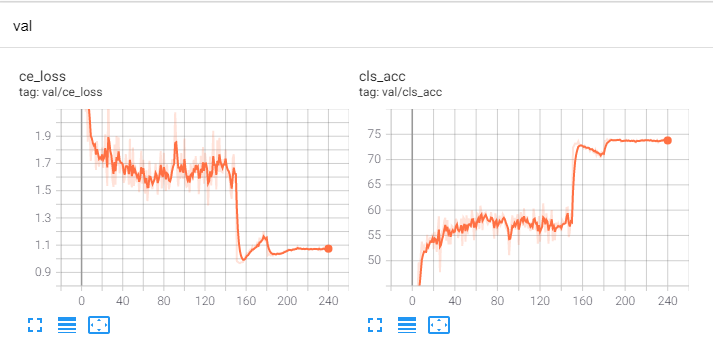 val
ce_loss
tag: val/ce_loss
1.9
1.7
1.5
1.3
1.1
0.9
0 40 80 120 160 200 240
cls_acc
tag: val/cls_acc
75
70
65
60
55
50
0 40 80 120 160 200 240